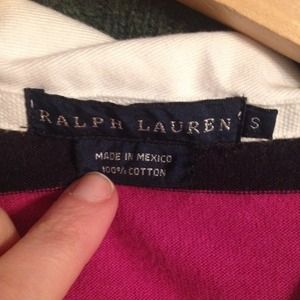 RALPH LAUREN
S
MADE IN MEXICO
100% COTTON